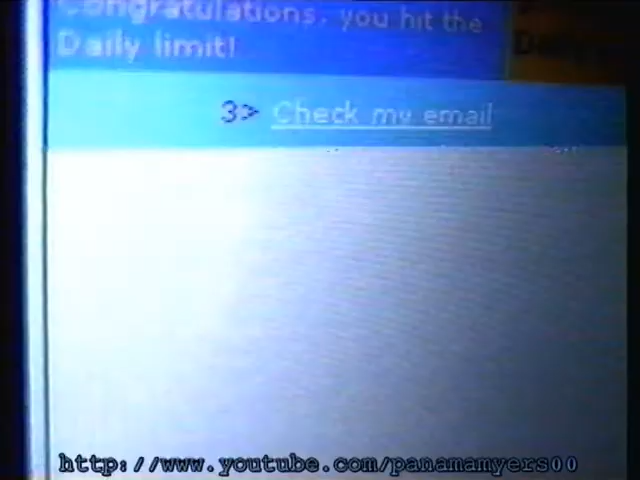 Congratulations, you hit the
Daily limit!
3> Check my email
http://www.youtube.com/panamamyers00